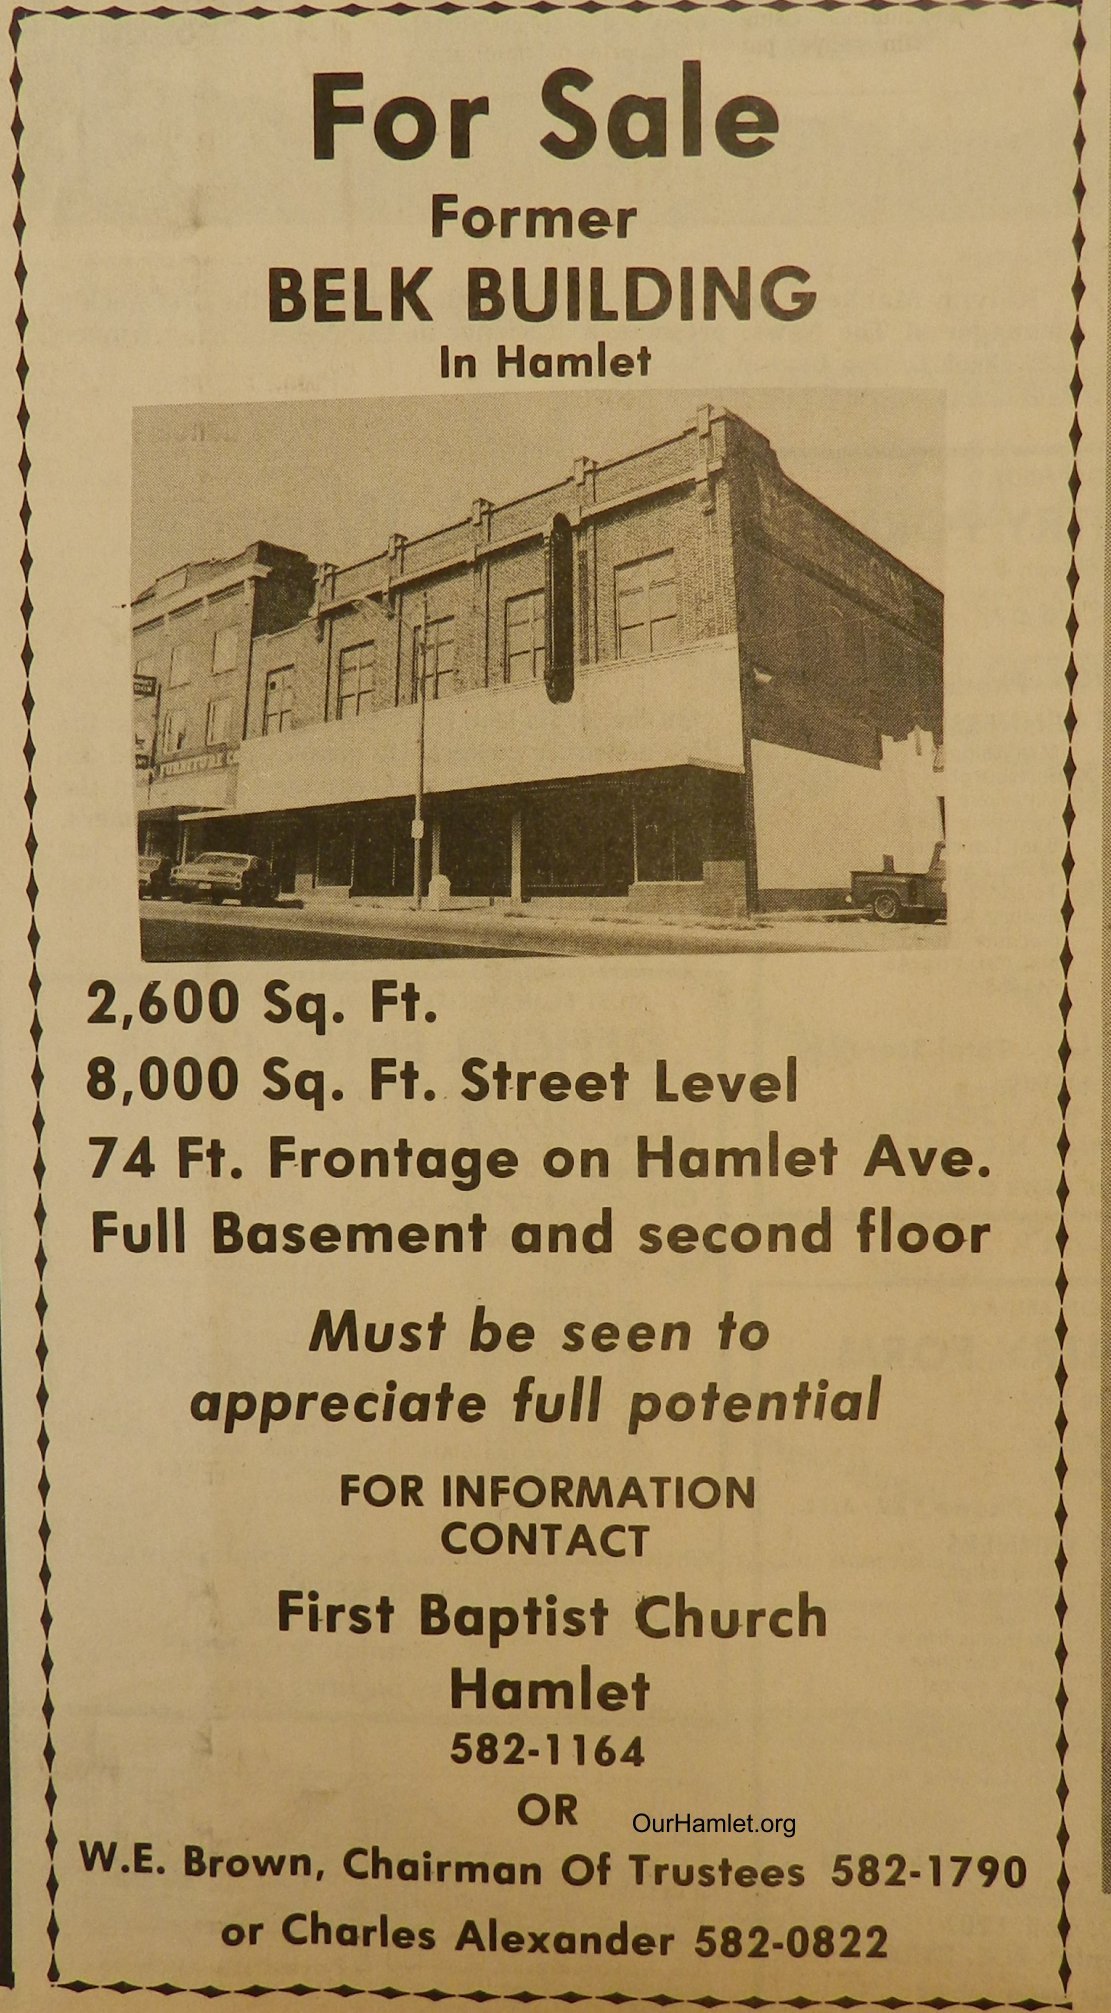 For Sale
Former
BELK BUILDING
In Hamlet
FURNITURE
2,600 Sq. Ft.
8,000 Sq. Ft. Street Level
74 Ft. Frontage on Hamlet Ave.
Full Basement and second floor
Must be seen to
appreciate full potential
FOR INFORMATION
CONTACT
First Baptist Church
Hamlet
582-1164
OR
OurHamlet.org
W.E. Brown, Chairman Of Trustees 582-1790
or Charles Alexander 582-0822